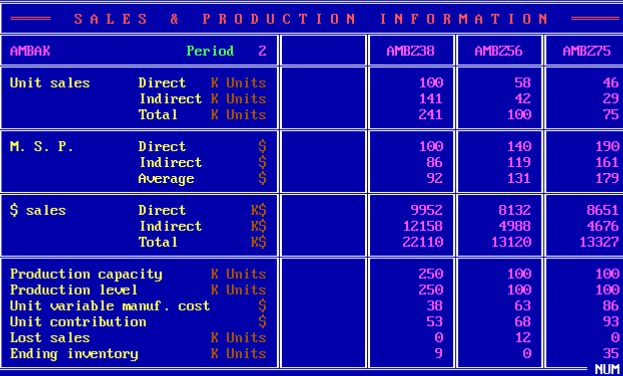 SALES & PRODUCTION INFORMATION
AMBAK Period 2 AMBZ38 AMBZ56 AMBZ75
Unit sales Direct K Units 100 58 46
Indirect K Units 141 42 29
Total K Units 241 100 75
M. S. P. Direct $ 100 140 190
Indirect $ 86 119 161
Average $ 92 131 179
$ sales Direct K$ 9952 8132 8651
Indirect K$ 12158 4988 4676
Total K$ 22110 13120 13327
Production capacity K Units 250 100 100
Production level K Units 250 100 100
Unit variable manuf. cost $ 38 63 86
Unit contribution $ 53 68 93
Lost sales K Units 0 12 0
Ending inventory K Units 9 0 35
NUM